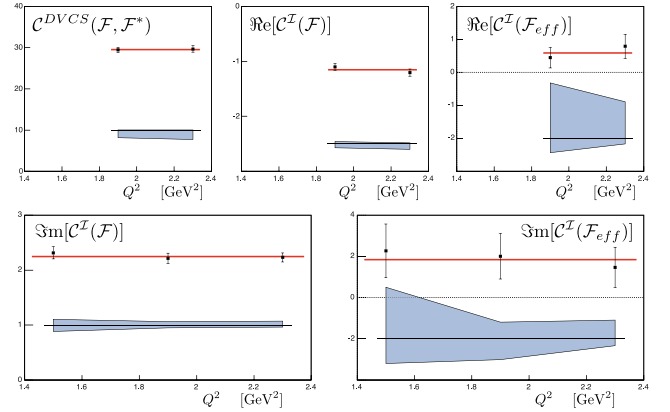 40
30
20
10
0
C^{DVCS}(F, F*)
1.4 1.6 1.8 2 2.2 2.4
Q² [GeV²]
0
-1
-2
ℜe[C^I(F)]
1.4 1.6 1.8 2 2.2 2.4
Q² [GeV²]
2
1
0
-1
-2
ℜe[C^I(F_{eff})]
1.4 1.6 1.8 2 2.2 2.4
Q² [GeV²]
3
2
1
0
ℑm[C^I(F)]
1.4 1.6 1.8 2 2.2 2.4
Q² [GeV²]
4
2
0
-2
ℑm[C^I(F_{eff})]
1.4 1.6 1.8 2 2.2 2.4
Q² [GeV²]